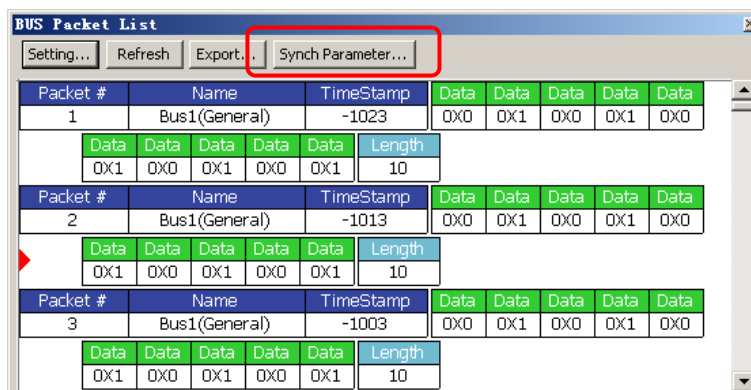 BUS Packet List
Setting... Refresh Export... Synch Parameter...
Packet # Name TimeStamp Data Data Data Data Data
1 Bus1(General) -1023 0X0 0X1 0X0 0X1 0X0
Data Data Data Data Data Length
0X1 0X0 0X1 0X0 0X1 10
Packet # Name TimeStamp Data Data Data Data Data
2 Bus1(General) -1013 0X0 0X1 0X0 0X1 0X0
Data Data Data Data Data Length
0X1 0X0 0X1 0X0 0X1 10
Packet # Name TimeStamp Data Data Data Data Data
3 Bus1(General) -1003 0X0 0X1 0X0 0X1 0X0
Data Data Data Data Data Length
0X1 0X0 0X1 0X0 0X1 10